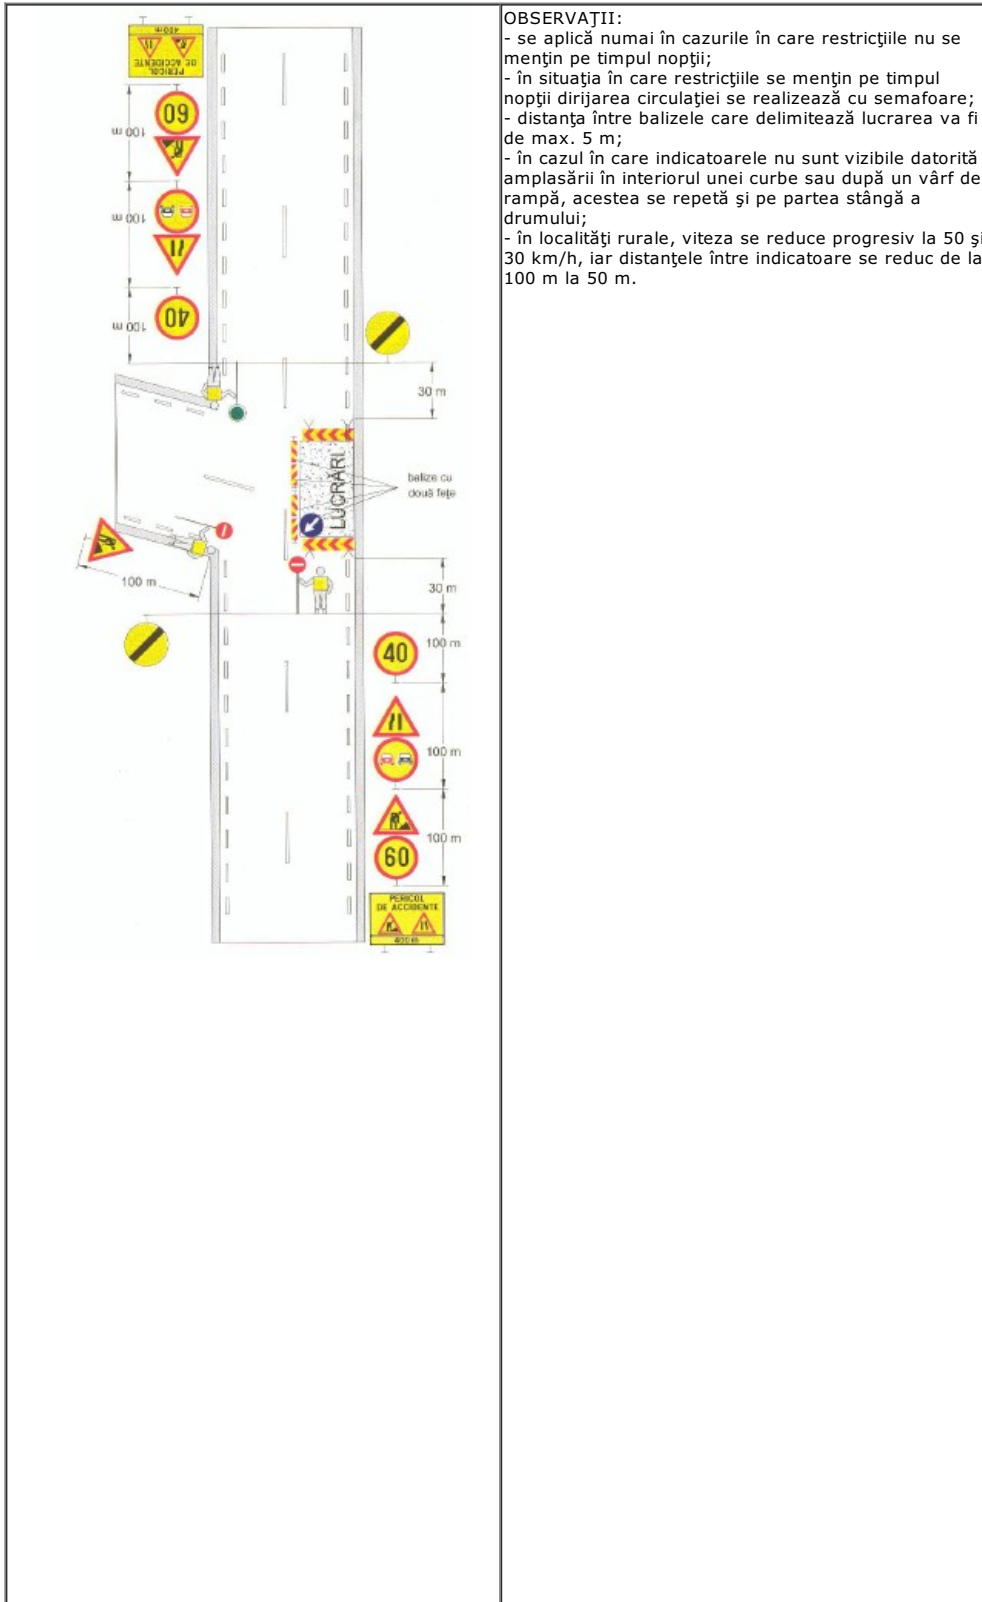 400 m
PERICOL
DE ACCIDENTE
60
100 m
100 m
40
100 m
30 m
LUCRĂRI
balize cu
două feţe
100 m
30 m
40
100 m
100 m
60
100 m
PERICOL
DE ACCIDENTE
400 m
OBSERVAŢII:
- se aplică numai în cazurile în care restricţiile nu se
menţin pe timpul nopţii;
- în situaţia în care restricţiile se menţin pe timpul
nopţii dirijarea circulaţiei se realizează cu semafoare;
- distanţa între balizele care delimitează lucrarea va fi
de max. 5 m;
- în cazul în care indicatoarele nu sunt vizibile datorită
amplasării în interiorul unei curbe sau după un vârf de
rampă, acestea se repetă şi pe partea stângă a
drumului;
- în localităţi rurale, viteza se reduce progresiv la 50 şi
30 km/h, iar distanţele între indicatoare se reduc de la
100 m la 50 m.